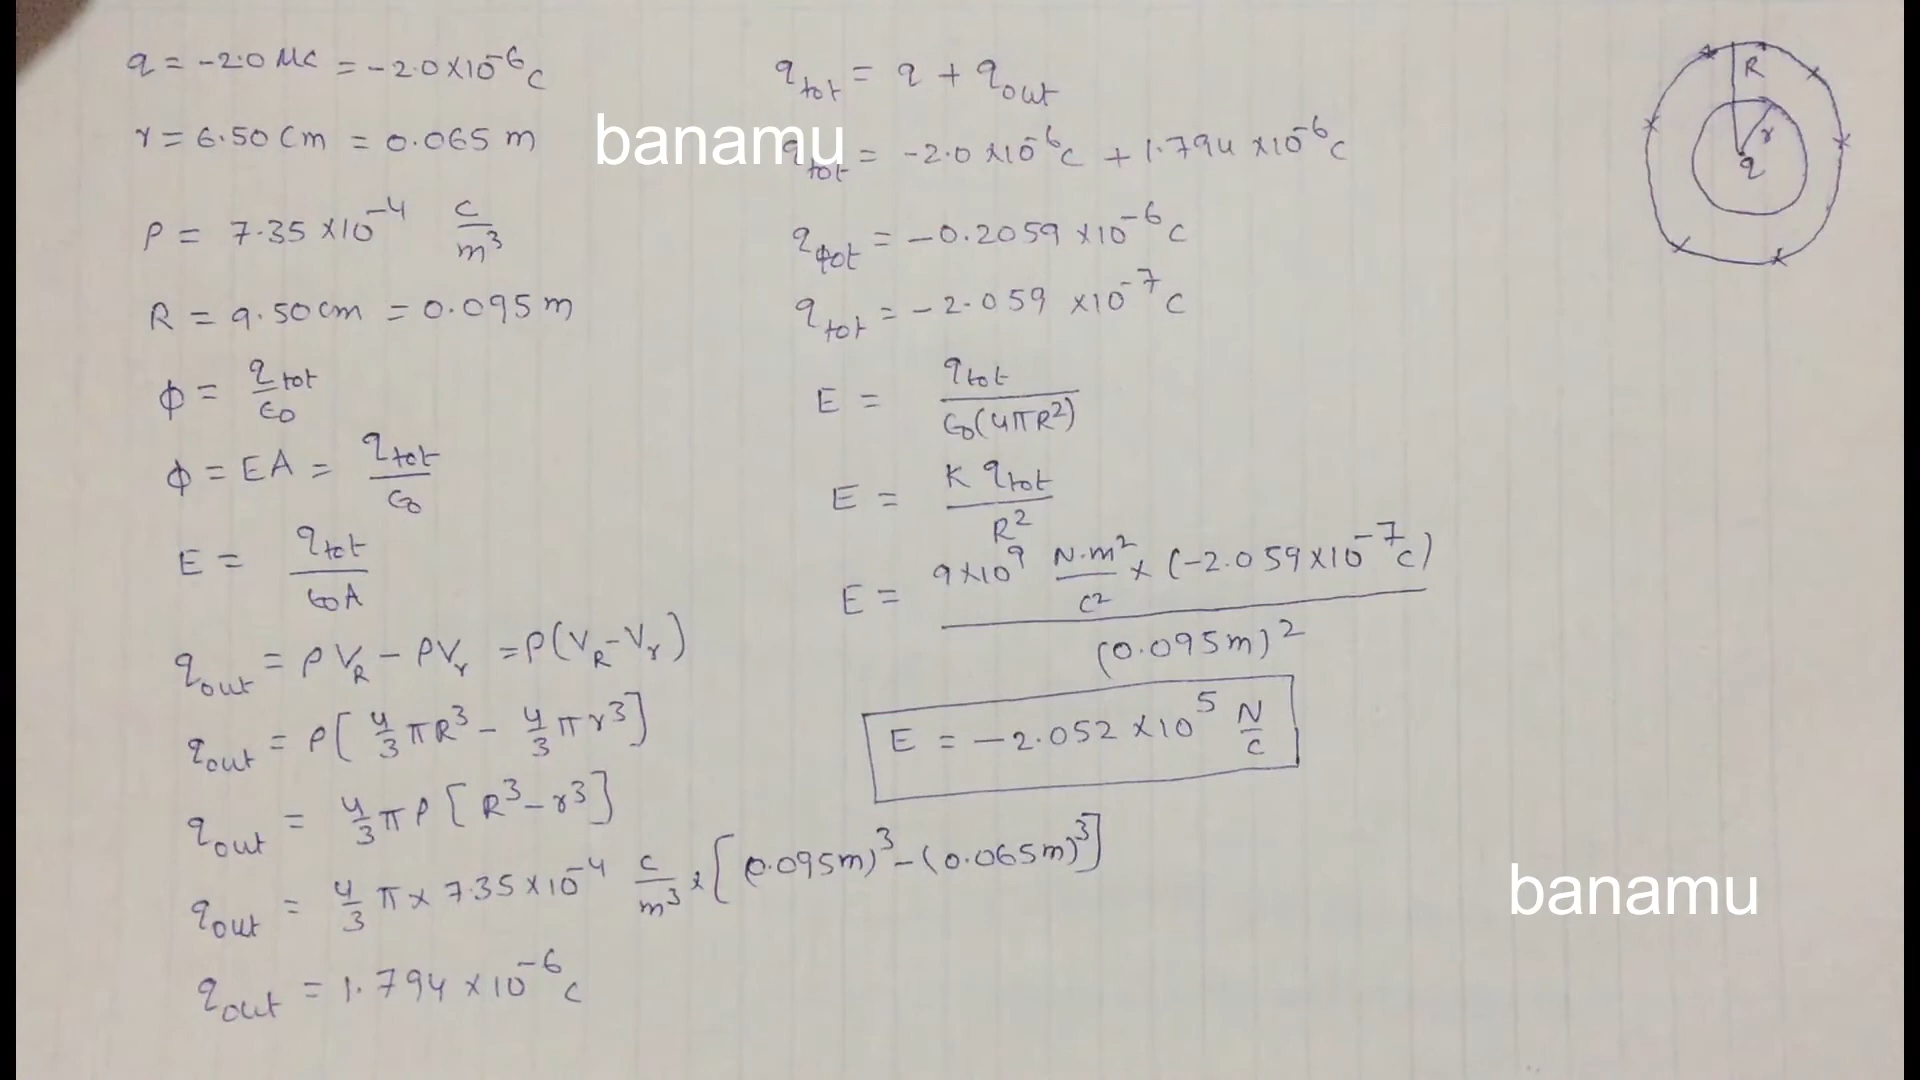 q = -2.0 μc = -2.0×10⁻⁶ c
r = 6.50 cm = 0.065 m
ρ = 7.35 ×10⁻⁴ c/m³
R = 9.50 cm = 0.095 m
ϕ = q_tot/ϵ₀
ϕ = EA = q_tot/ϵ₀
E = q_tot/ϵ₀A
q_out = ρV_R - ρV_r = ρ(V_R - V_r)
q_out = ρ[4/3 πR³ - 4/3 πr³]
q_out = 4/3 πρ[R³ - r³]
q_out = 4/3 π × 7.35×10⁻⁴ c/m³ × [(0.095m)³ - (0.065m)³]
q_out = 1.794 ×10⁻⁶ c
q_tot = q + q_out
q_tot = -2.0 ×10⁻⁶ c + 1.794 ×10⁻⁶ c
q_tot = -0.2059 ×10⁻⁶ c
q_tot = -2.059 ×10⁻⁷ c
E = q_tot/ϵ₀(4πR²)
E = K q_tot/R²
E = 9×10⁹ N·m²/c² × (-2.059×10⁻⁷ c)/(0.095m)²
E = -2.052 ×10⁵ N/c
R
r
q
banamu
banamu